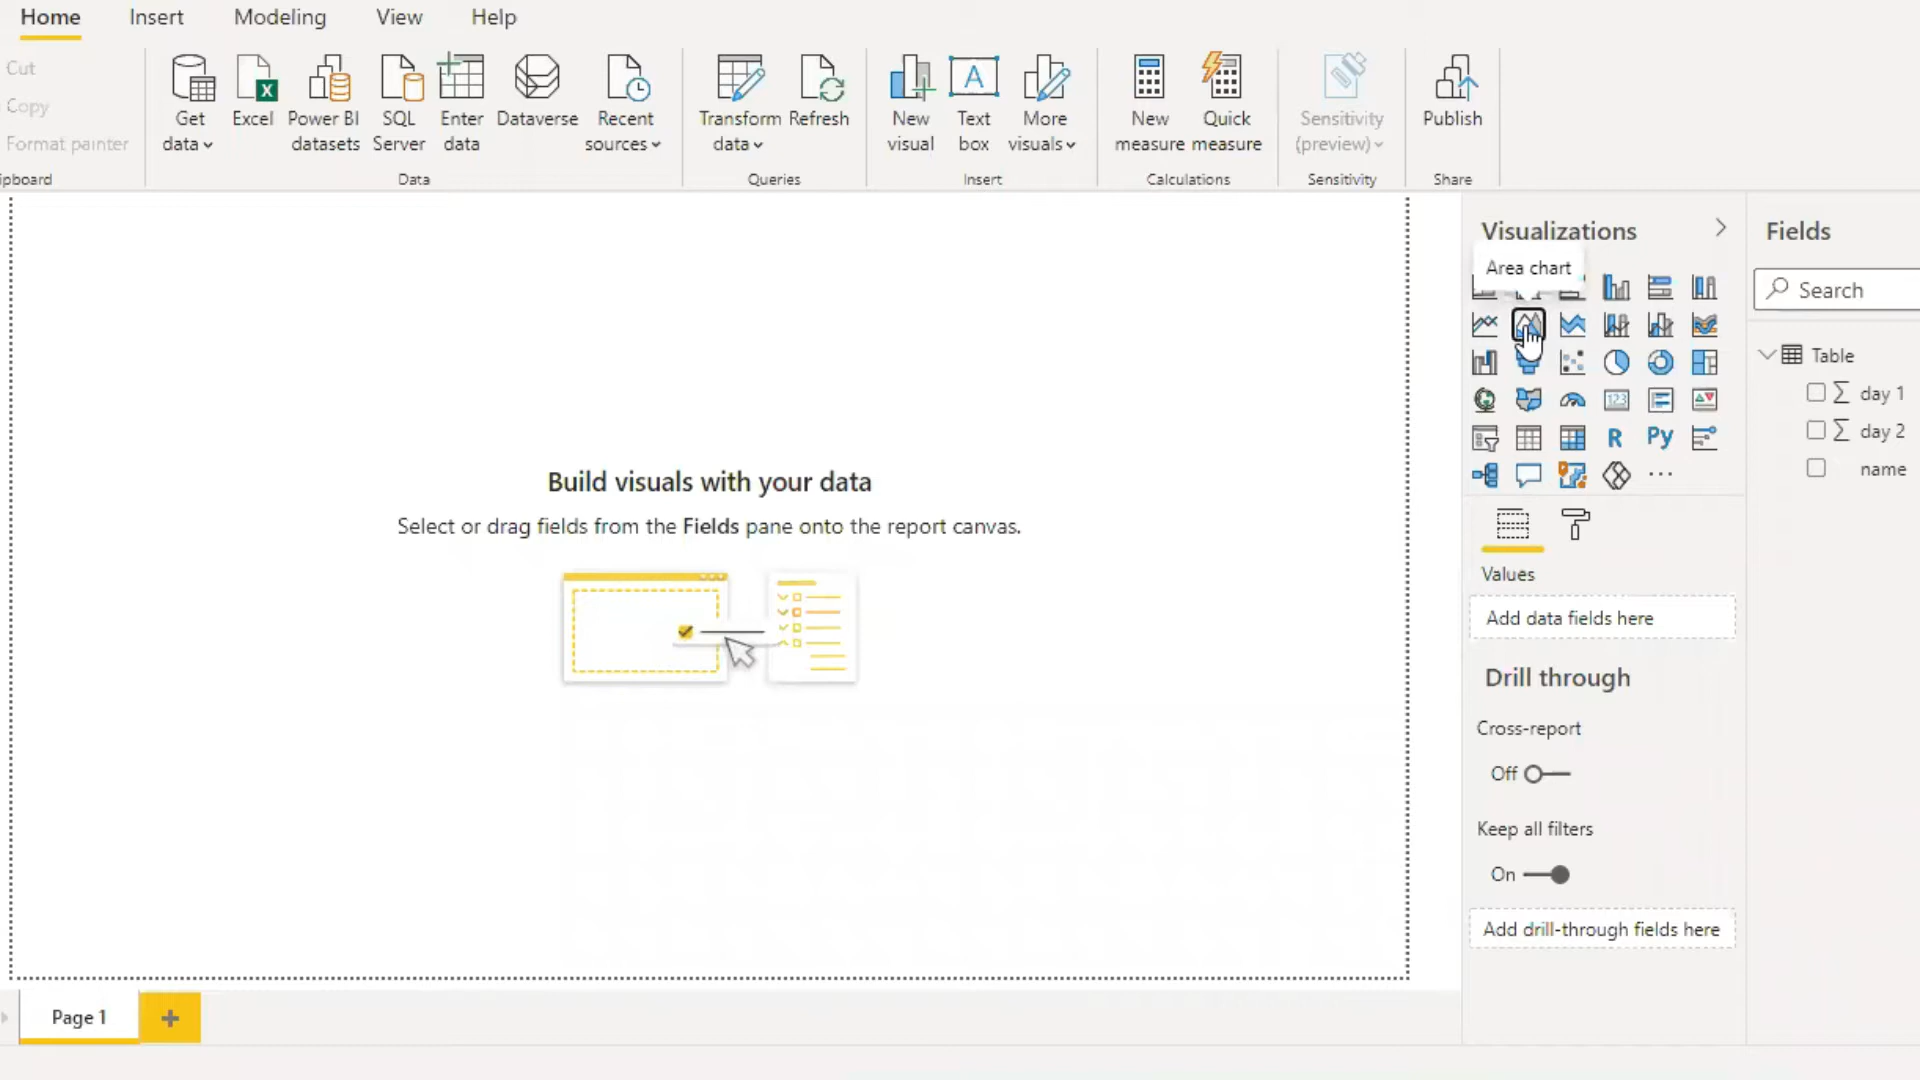 Home Insert Modeling View Help
Cut
Copy
Format painter
ipboard
Get data
Excel
Power BI datasets
SQL Server
Enter data
Dataverse
Recent sources
Data
Transform data
Refresh
Queries
New visual
Text box
More visuals
Insert
New measure
Quick measure
Calculations
Sensitivity (preview)
Sensitivity
Publish
Share
Build visuals with your data
Select or drag fields from the Fields pane onto the report canvas.
Visualizations
Area chart
123
R
Py
Values
Add data fields here
Drill through
Cross-report
Off
Keep all filters
On
Add drill-through fields here
Fields
Search
Table
∑ day 1
∑ day 2
name
Page 1